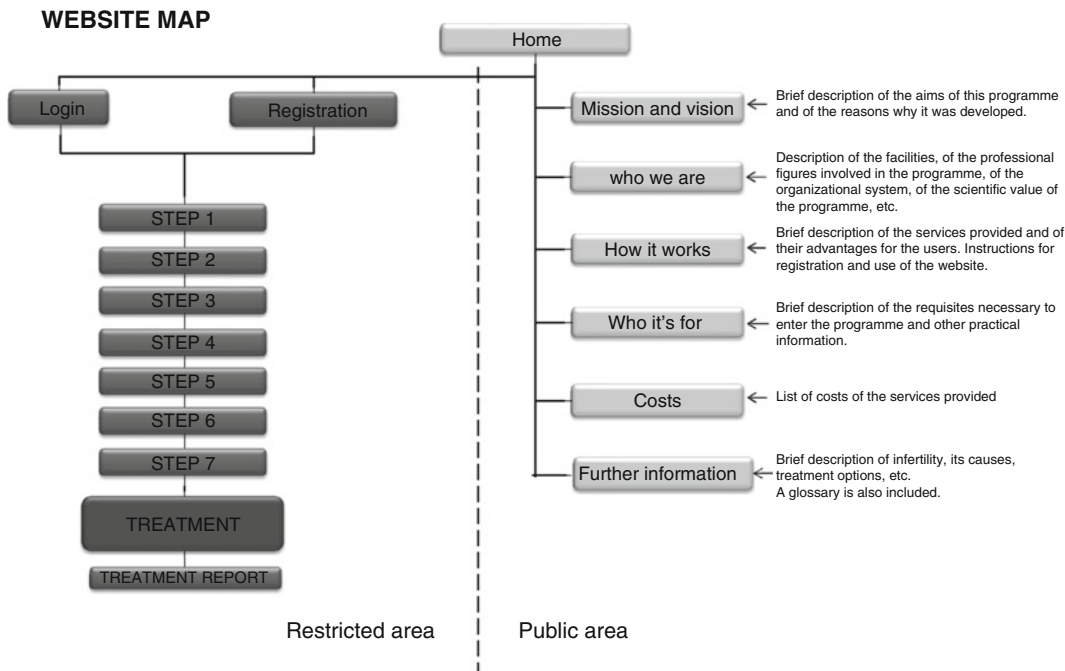 WEBSITE MAP
Home
Login
Registration
STEP 1
STEP 2
STEP 3
STEP 4
STEP 5
STEP 6
STEP 7
TREATMENT
TREATMENT REPORT
Restricted area
Mission and vision
Brief description of the aims of this programme
and of the reasons why it was developed.
who we are
Description of the facilities, of the professional
figures involved in the programme, of the
organizational system, of the scientific value of
the programme, etc.
How it works
Brief description of the services provided and of
their advantages for the users. Instructions for
registration and use of the website.
Who it's for
Brief description of the requisites necessary to
enter the programme and other practical
information.
Costs
List of costs of the services provided
Further information
Brief description of infertility, its causes,
treatment options, etc.
A glossary is also included.
Public area